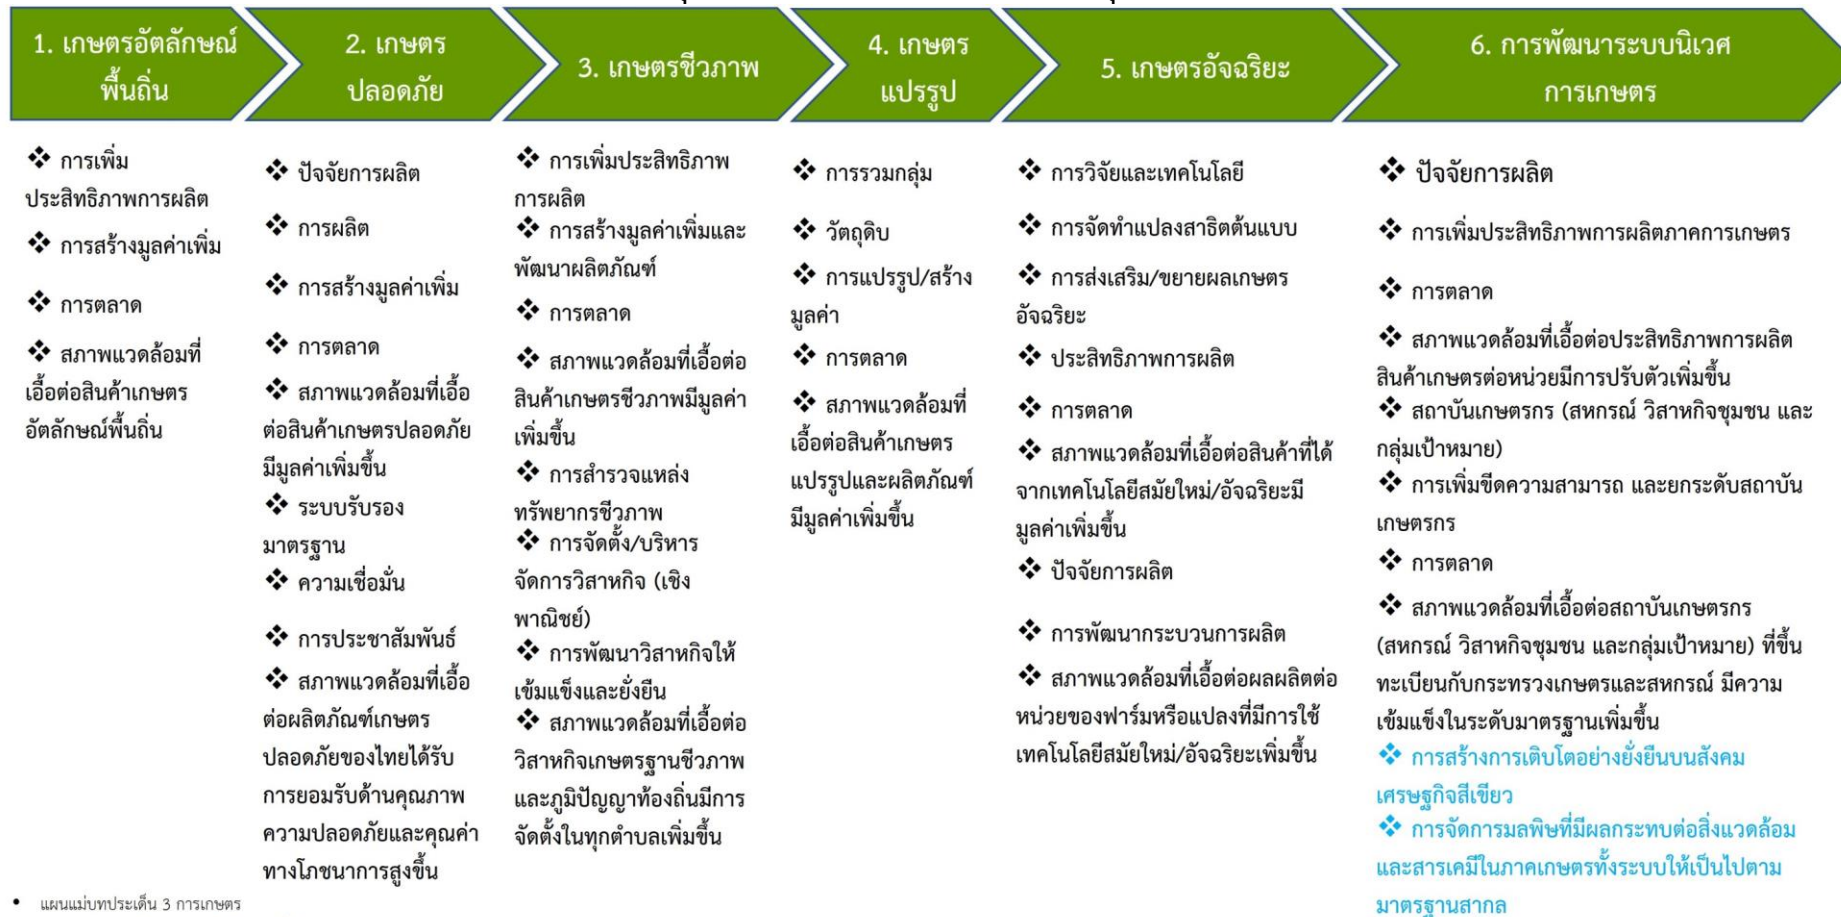 1. เกษตรอัตลักษณ์
พื้นถิ่น
2. เกษตร
ปลอดภัย
3. เกษตรชีวภาพ
4. เกษตร
แปรรูป
5. เกษตรอัจฉริยะ
6. การพัฒนาระบบนิเวศ
การเกษตร
❖ การเพิ่ม
ประสิทธิภาพการผลิต
❖ การสร้างมูลค่าเพิ่ม
❖ การตลาด
❖ สภาพแวดล้อมที่
เอื้อต่อสินค้าเกษตร
อัตลักษณ์พื้นถิ่น
❖ ปัจจัยการผลิต
❖ การผลิต
❖ การสร้างมูลค่าเพิ่ม
❖ การตลาด
❖ สภาพแวดล้อมที่เอื้อ
ต่อสินค้าเกษตรปลอดภัย
มีมูลค่าเพิ่มขึ้น
❖ ระบบรับรอง
มาตรฐาน
❖ ความเชื่อมั่น
❖ การประชาสัมพันธ์
❖ สภาพแวดล้อมที่เอื้อ
ต่อผลิตภัณฑ์เกษตร
ปลอดภัยของไทยได้รับ
การยอมรับด้านคุณภาพ
ความปลอดภัยและคุณค่า
ทางโภชนาการสูงขึ้น
❖ การเพิ่มประสิทธิภาพ
การผลิต
❖ การสร้างมูลค่าเพิ่มและ
พัฒนาผลิตภัณฑ์
❖ การตลาด
❖ สภาพแวดล้อมที่เอื้อต่อ
สินค้าเกษตรชีวภาพมีมูลค่า
เพิ่มขึ้น
❖ การสำรวจแหล่ง
ทรัพยากรชีวภาพ
❖ การจัดตั้ง/บริหาร
จัดการวิสาหกิจ (เชิง
พาณิชย์)
❖ การพัฒนาวิสาหกิจให้
เข้มแข็งและยั่งยืน
❖ สภาพแวดล้อมที่เอื้อต่อ
วิสาหกิจเกษตรฐานชีวภาพ
และภูมิปัญญาท้องถิ่นมีการ
จัดตั้งในทุกตำบลเพิ่มขึ้น
❖ การรวมกลุ่ม
❖ วัตถุดิบ
❖ การแปรรูป/สร้าง
มูลค่า
❖ การตลาด
❖ สภาพแวดล้อมที่
เอื้อต่อสินค้าเกษตร
แปรรูปและผลิตภัณฑ์
มีมูลค่าเพิ่มขึ้น
❖ การวิจัยและเทคโนโลยี
❖ การจัดทำแปลงสาธิตต้นแบบ
❖ การส่งเสริม/ขยายผลเกษตร
อัจฉริยะ
❖ ประสิทธิภาพการผลิต
❖ การตลาด
❖ สภาพแวดล้อมที่เอื้อต่อสินค้าที่ได้
จากเทคโนโลยีสมัยใหม่/อัจฉริยะมี
มูลค่าเพิ่มขึ้น
❖ ปัจจัยการผลิต
❖ การพัฒนากระบวนการผลิต
❖ สภาพแวดล้อมที่เอื้อต่อผลผลิตต่อ
หน่วยของฟาร์มหรือแปลงที่มีการใช้
เทคโนโลยีสมัยใหม่/อัจฉริยะเพิ่มขึ้น
❖ ปัจจัยการผลิต
❖ การเพิ่มประสิทธิภาพการผลิตภาคการเกษตร
❖ การตลาด
❖ สภาพแวดล้อมที่เอื้อต่อประสิทธิภาพการผลิต
สินค้าเกษตรต่อหน่วยมีการปรับตัวเพิ่มขึ้น
❖ สถาบันเกษตรกร (สหกรณ์ วิสาหกิจชุมชน และ
กลุ่มเป้าหมาย)
❖ การเพิ่มขีดความสามารถ และยกระดับสถาบัน
เกษตรกร
❖ การตลาด
❖ สภาพแวดล้อมที่เอื้อต่อสถาบันเกษตรกร
(สหกรณ์ วิสาหกิจชุมชน และกลุ่มเป้าหมาย) ที่ขึ้น
ทะเบียนกับกระทรวงเกษตรและสหกรณ์ มีความ
เข้มแข็งในระดับมาตรฐานเพิ่มขึ้น
❖ การสร้างการเติบโตอย่างยั่งยืนบนสังคม
เศรษฐกิจสีเขียว
❖ การจัดการมลพิษที่มีผลกระทบต่อสิ่งแวดล้อม
และสารเคมีในภาคเกษตรทั้งระบบให้เป็นไปตาม
มาตรฐานสากล
• แผนแม่บทประเด็น 3 การเกษตร